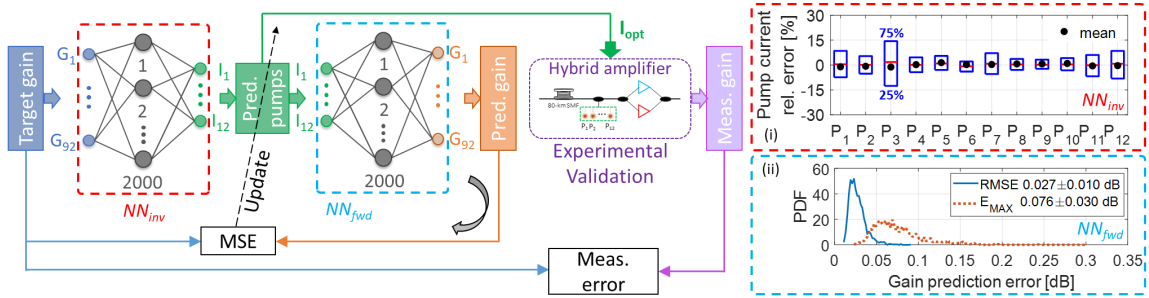 Target gain
G1
G92
1
2
2000
NNinv
I1
I12
Pred. pumps
Update
I1
I12
1
2
2000
NNfwd
G1
G92
Pred. gain
MSE
Iopt
Hybrid amplifier
80-km SMF
P1 P2 P12
Experimental
Validation
Meas. gain
Meas.
error
Pump current
rel. error [%]
30
15
0
-15
-30
75%
25%
mean
NNinv
(i)
P1 P2 P3 P4 P5 P6 P7 P8 P9 P10 P11 P12
(ii)
PDF
60
40
20
0
RMSE 0.027±0.010 dB
EMAX 0.076±0.030 dB
NNfwd
0 0.05 0.1 0.15 0.2 0.25 0.3 0.35
Gain prediction error [dB]